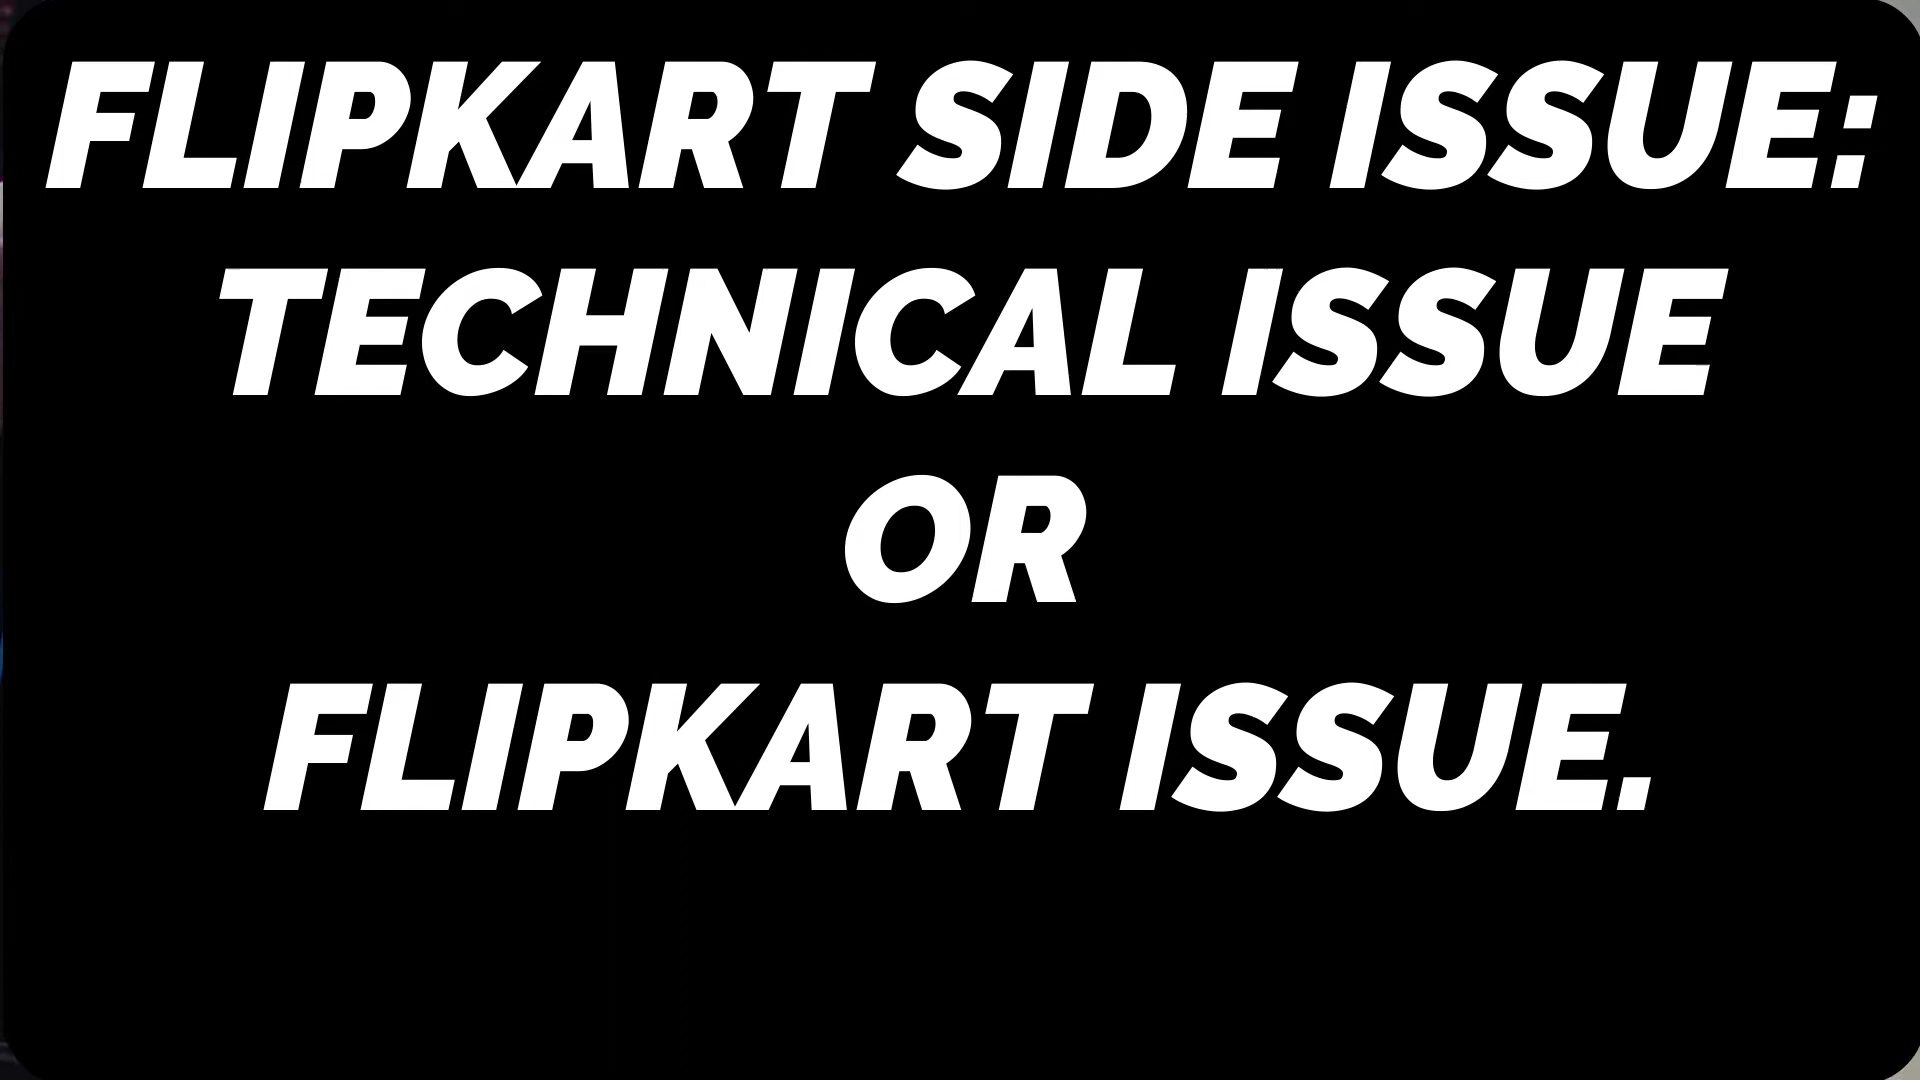 FLIPKART SIDE ISSUE:
TECHNICAL ISSUE
OR
FLIPKART ISSUE.